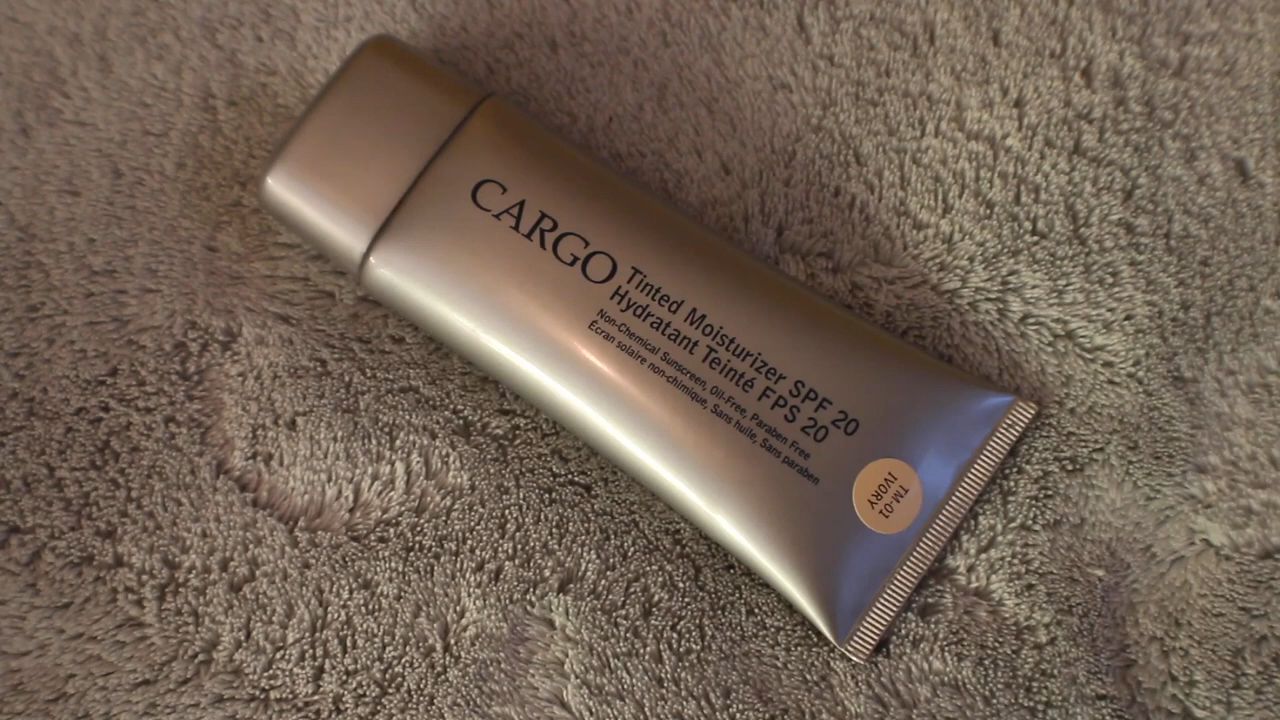 CARGO
Tinted Moisturizer SPF 20
Hydratant Teinté FPS 20
Non-Chemical Sunscreen, Oil-Free, Paraben Free
Écran solaire non-chimique, Sans huile, Sans paraben
TM-01
IVORY